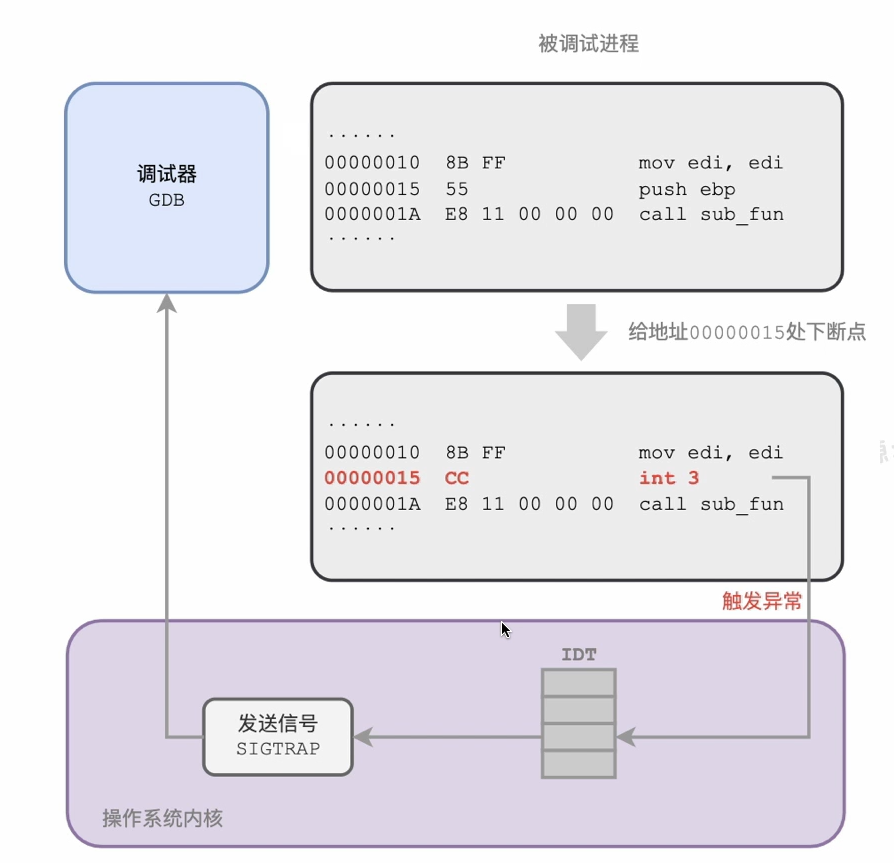 被调试进程
调试器
GDB
......
00000010 8B FF mov edi, edi
00000015 55 push ebp
0000001A E8 11 00 00 00 call sub_fun
......
给地址00000015处下断点
......
00000010 8B FF mov edi, edi
00000015 CC int 3
0000001A E8 11 00 00 00 call sub_fun
......
触发异常
IDT
发送信号
SIGTRAP
操作系统内核